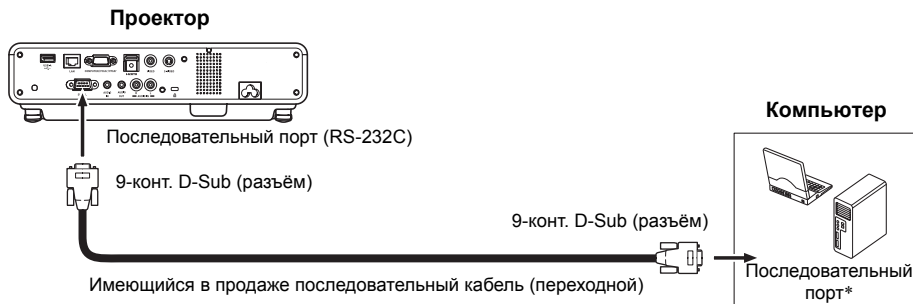 Проектор
LAN
Последовательный порт (RS-232C)
9-конт. D-Sub (разъём)
Компьютер
9-конт. D-Sub (разъём)
Имеющийся в продаже последовательный кабель (переходной)
Последовательный
порт*